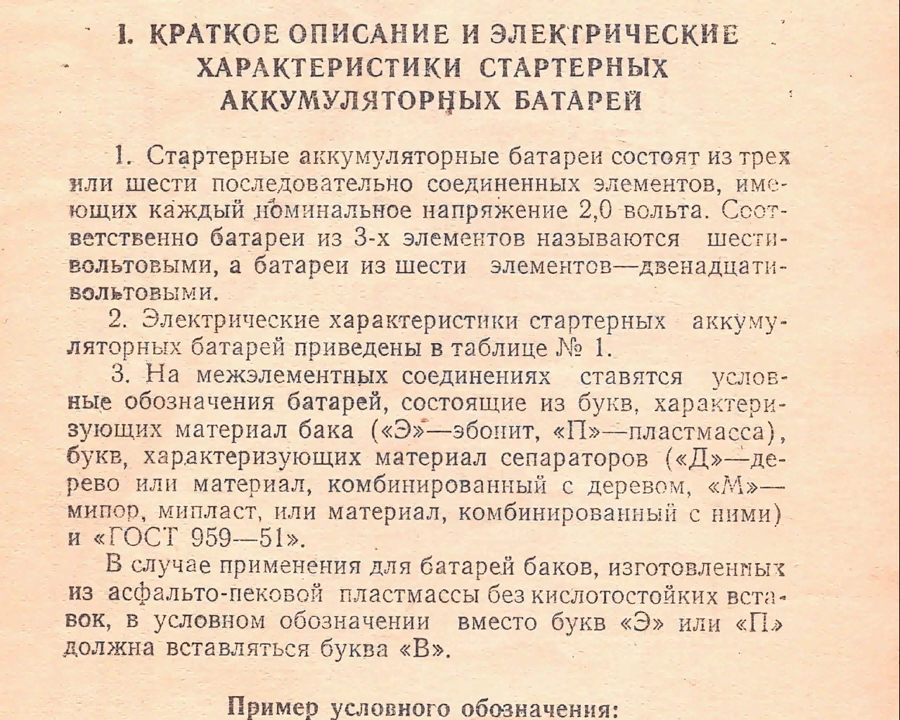 I. КРАТКОЕ ОПИСАНИЕ И ЭЛЕКТРИЧЕСКИЕ
ХАРАКТЕРИСТИКИ СТАРТЕРНЫХ
АККУМУЛЯТОРНЫХ БАТАРЕЙ
1. Стартерные аккумуляторные батареи состоят из трех
или шести последовательно соединенных элементов, име-
ющих каждый номинальное напряжение 2,0 вольта. Соот-
ветственно батареи из 3-х элементов называются шести-
вольтовыми, а батареи из шести элементов—двенадцати-
вольтовыми.
2. Электрические характеристики стартерных аккуму-
ляторных батарей приведены в таблице № 1.
3. На межэлементных соединениях ставятся услов-
ные обозначения батарей, состоящие из букв, характери-
зующих материал бака («Э»—эбонит, «П»—пластмасса),
букв, характеризующих материал сепараторов («Д»—де-
рево или материал, комбинированный с деревом, «М»—
мипор, мипласт, или материал, комбинированный с ними)
и «ГОСТ 959—51».
В случае применения для батарей баков, изготовленных
из асфальто-пековой пластмассы без кислотостойких вста-
вок, в условном обозначении вместо букв «Э» или «П»
должна вставляться буква «В».
Пример условного обозначения: